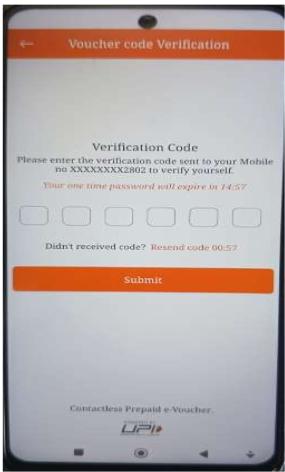 Voucher code Verification
Verification Code
Please enter the verification code sent to your Mobile
no XXXXXXXX2802 to verify yourself.
Your one time password will expire in 14:57
Didn't received code? Resend code 00:57
Submit
Contactless Prepaid e-Voucher.
POWERED BY
UPI